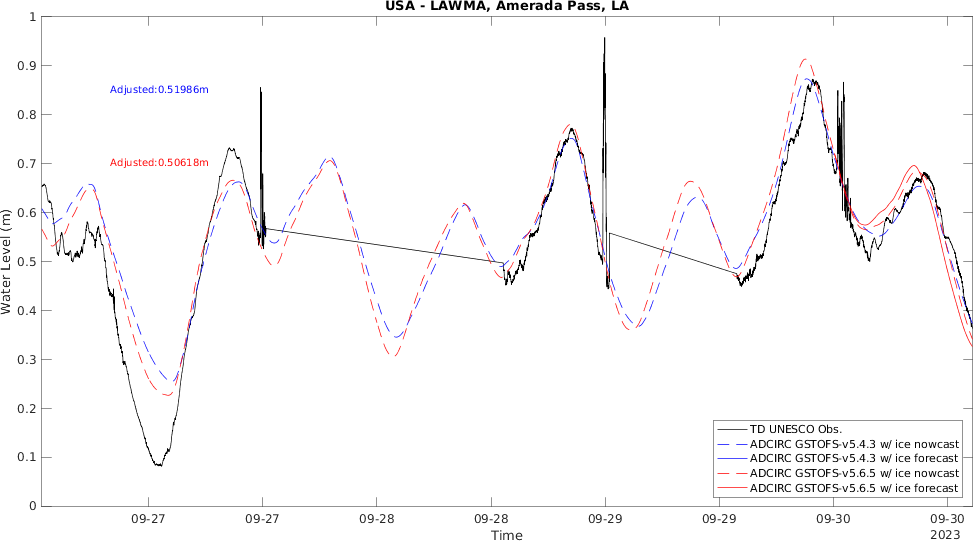 USA - LAWMA, Amerada Pass, LA
1
0.9
0.8
0.7
0.6
0.5
0.4
0.3
0.2
0.1
0
Water Level (m)
Adjusted:0.51986m
Adjusted:0.50618m
TD UNESCO Obs.
ADCIRC GSTOFS-v5.4.3 w/ ice nowcast
ADCIRC GSTOFS-v5.4.3 w/ ice forecast
ADCIRC GSTOFS-v5.6.5 w/ ice nowcast
ADCIRC GSTOFS-v5.6.5 w/ ice forecast
09-27 09-27 09-28 09-28 09-29 09-29 09-30 09-30
Time 2023